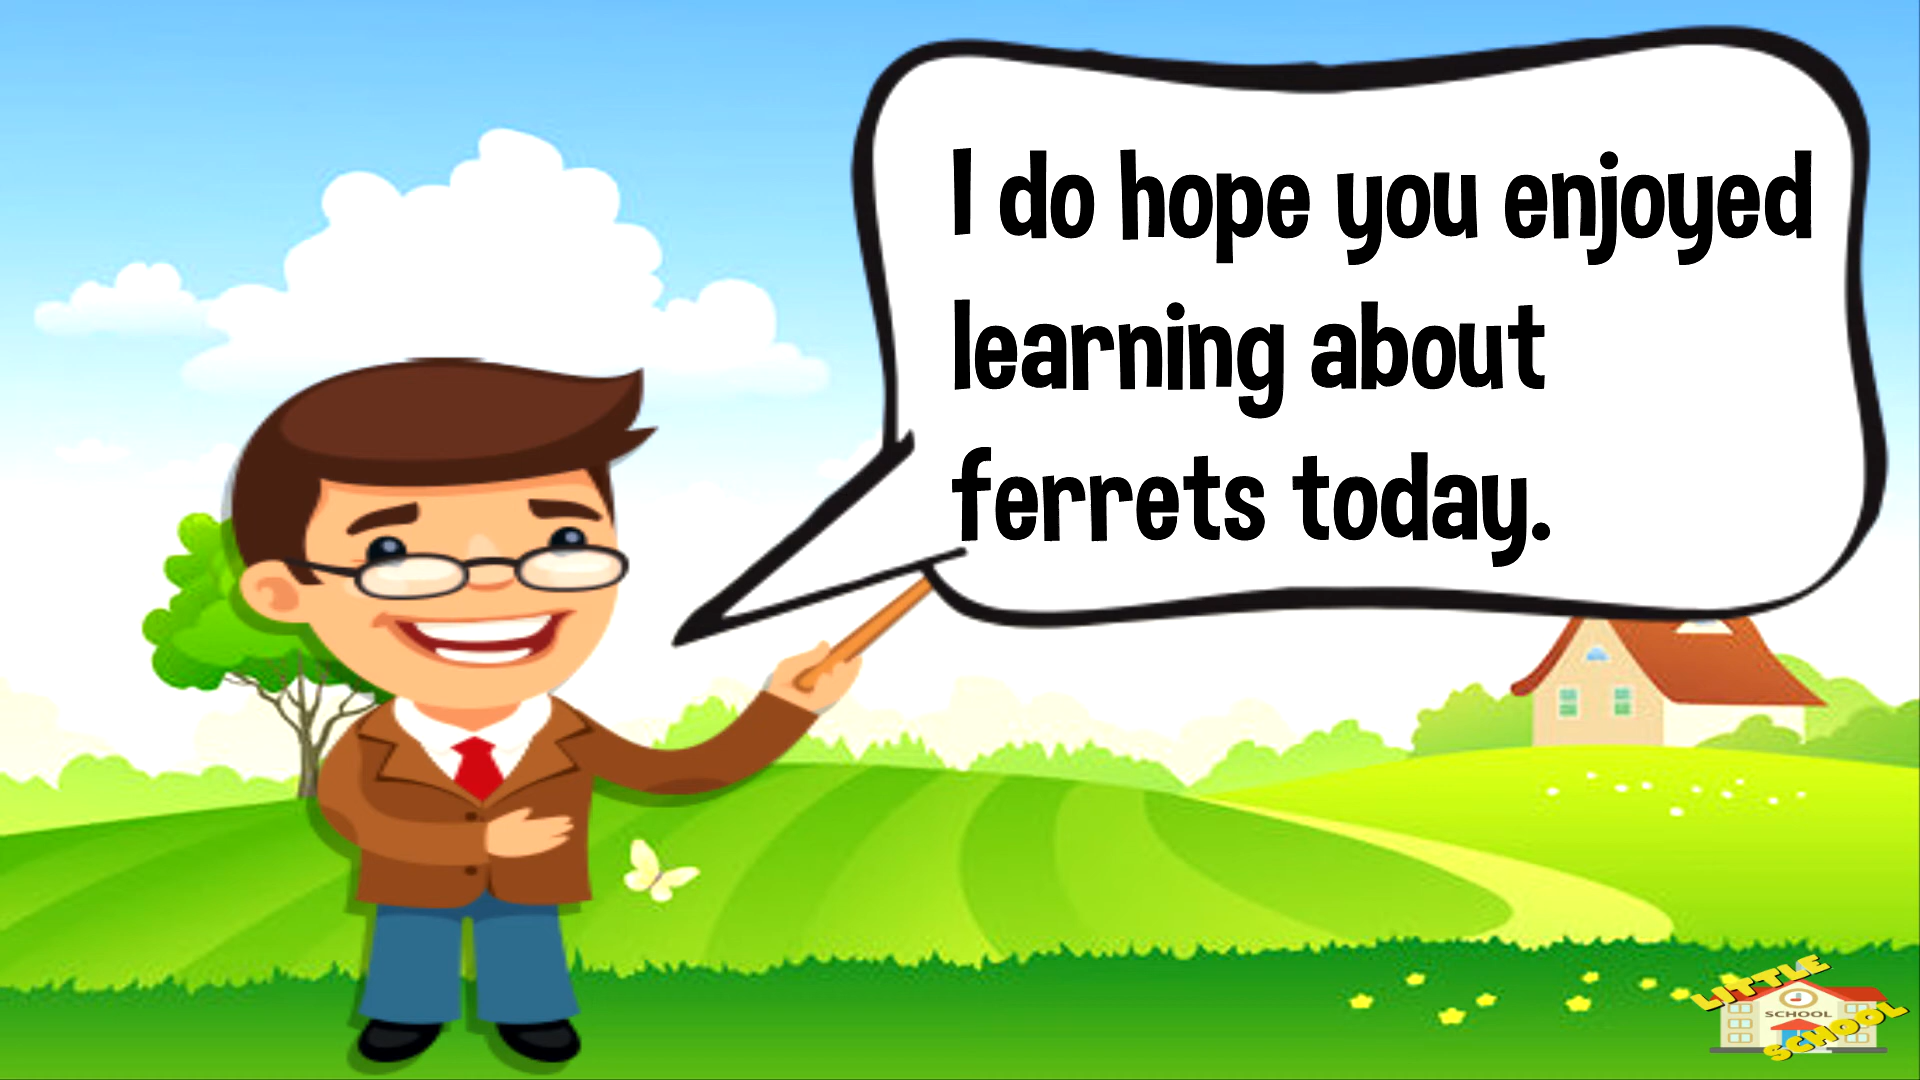 I do hope you enjoyed
learning about
ferrets today.
LITTLE
SCHOOL
SCHOOL